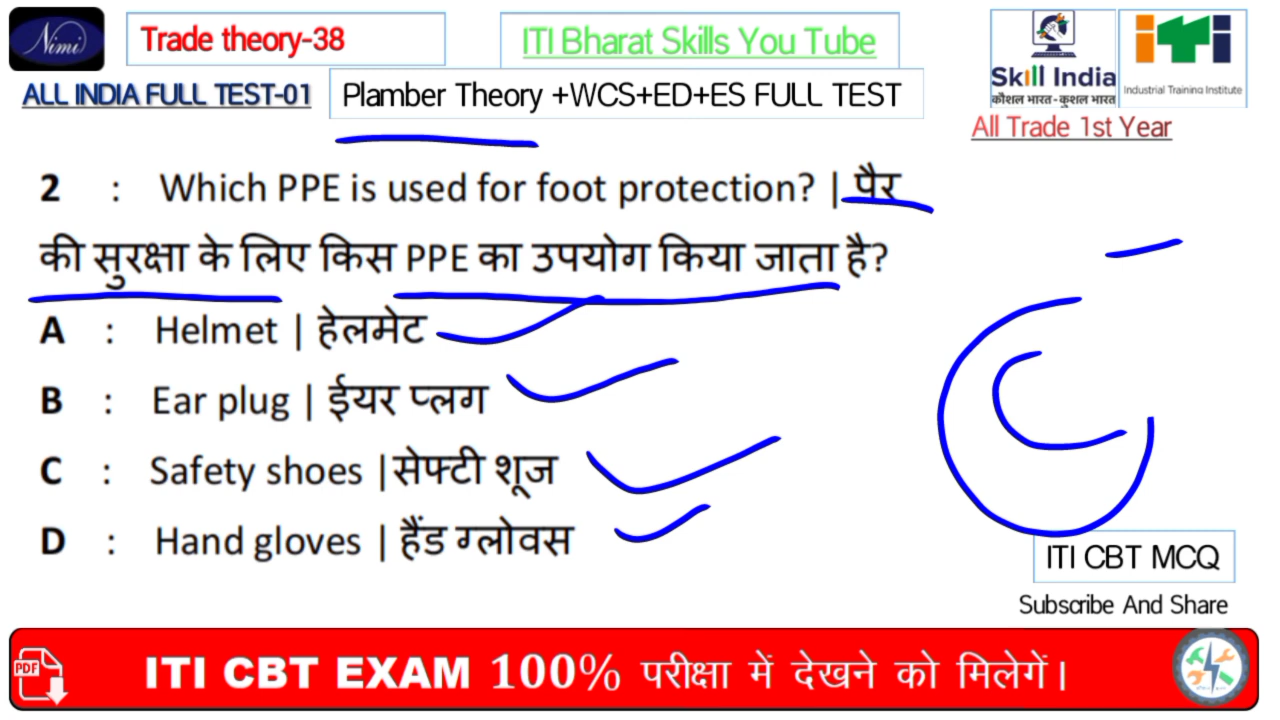 Nimi
Trade theory-38
ITI Bharat Skills You Tube
Skill India
कौशल भारत-कुशल भारत
iTi
Industrial Training Institute
ALL INDIA FULL TEST-01
Plamber Theory +WCS+ED+ES FULL TEST
All Trade 1st Year
2 : Which PPE is used for foot protection? | पैर
की सुरक्षा के लिए किस PPE का उपयोग किया जाता है?
A : Helmet | हेलमेट
B : Ear plug | ईयर प्लग
C : Safety shoes |सेफ्टी शूज
D : Hand gloves | हैंड ग्लोवस
C
ITI CBT MCQ
Subscribe And Share
PDF
ITI CBT EXAM 100% परीक्षा में देखने को मिलेगें।